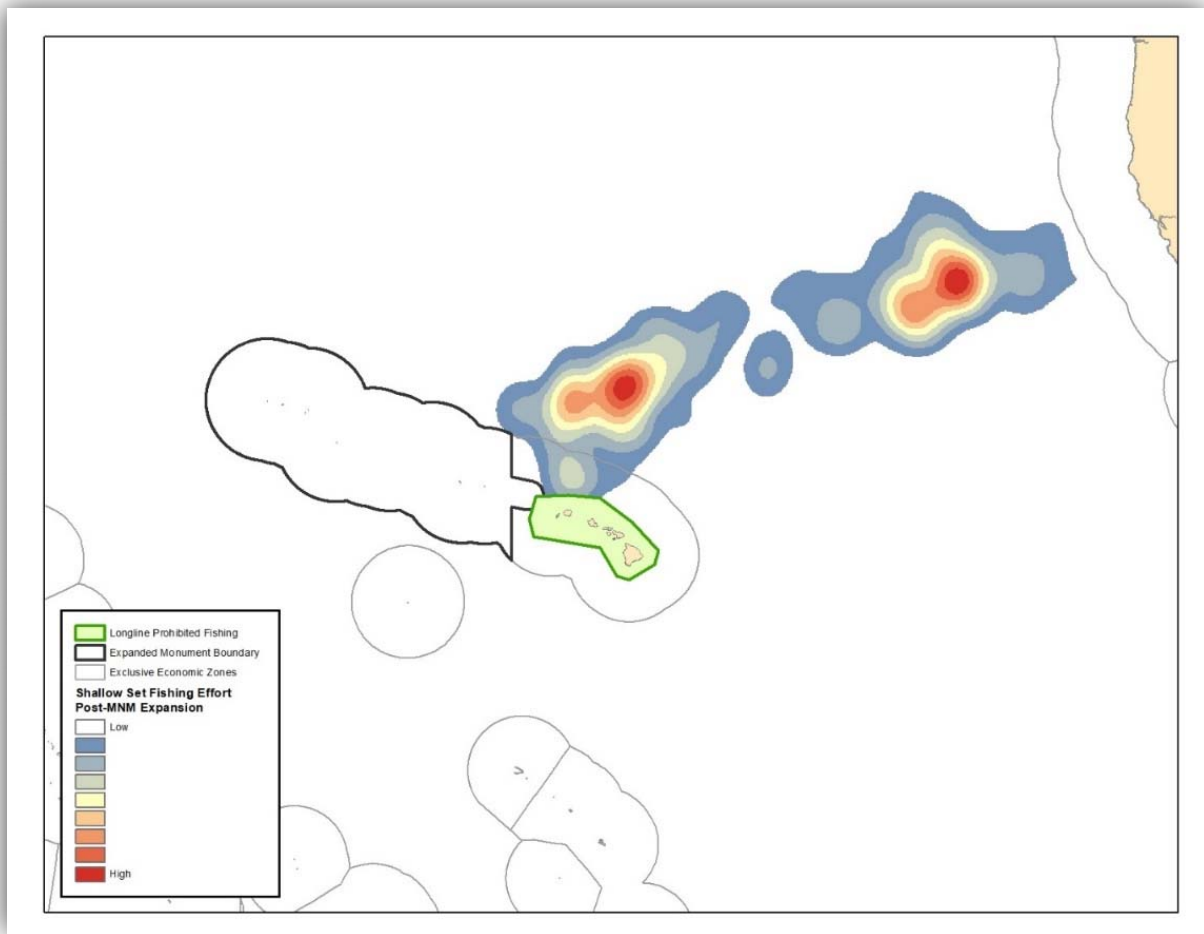 Longline Prohibited Fishing
Expanded Monument Boundary
Exclusive Economic Zones
Shallow Set Fishing Effort
Post-MNM Expansion
Low
High